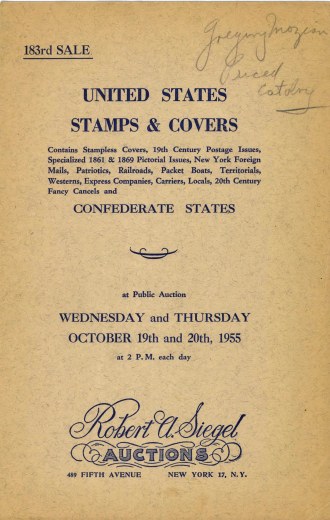 183rd SALE
Gregory Mozian
Priced
Catalog
UNITED STATES
STAMPS & COVERS
Contains Stampless Covers, 19th Century Postage Issues,
Specialized 1861 & 1869 Pictorial Issues, New York Foreign
Mails, Patriotics, Railroads, Packet Boats, Territorials,
Westerns, Express Companies, Carriers, Locals, 20th Century
Fancy Cancels and
CONFEDERATE STATES
at Public Auction
WEDNESDAY and THURSDAY
OCTOBER 19th and 20th, 1955
at 2 P. M. each day
Robert A. Siegel
AUCTIONS
489 FIFTH AVENUE NEW YORK 17, N.Y.